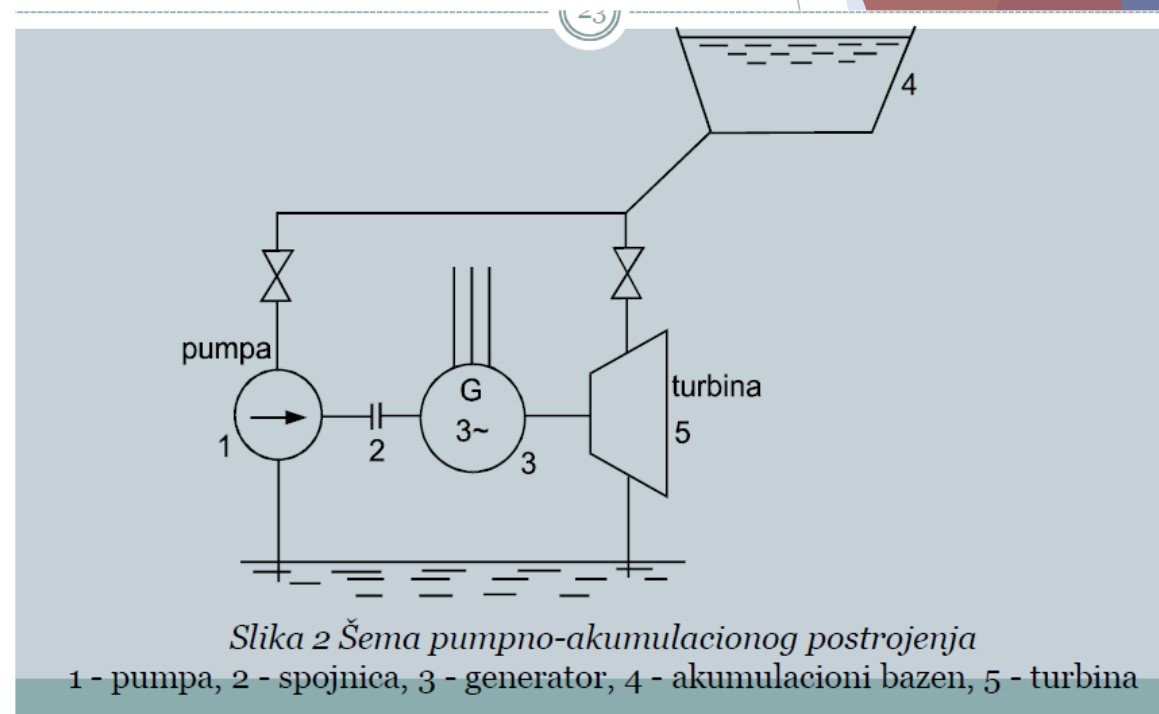 23
4
pumpa
G
3~
turbina
1
2
3
5
Slika 2 Šema pumpno-akumulacionog postrojenja
1 - pumpa, 2 - spojnica, 3 - generator, 4 - akumulacioni bazen, 5 - turbina